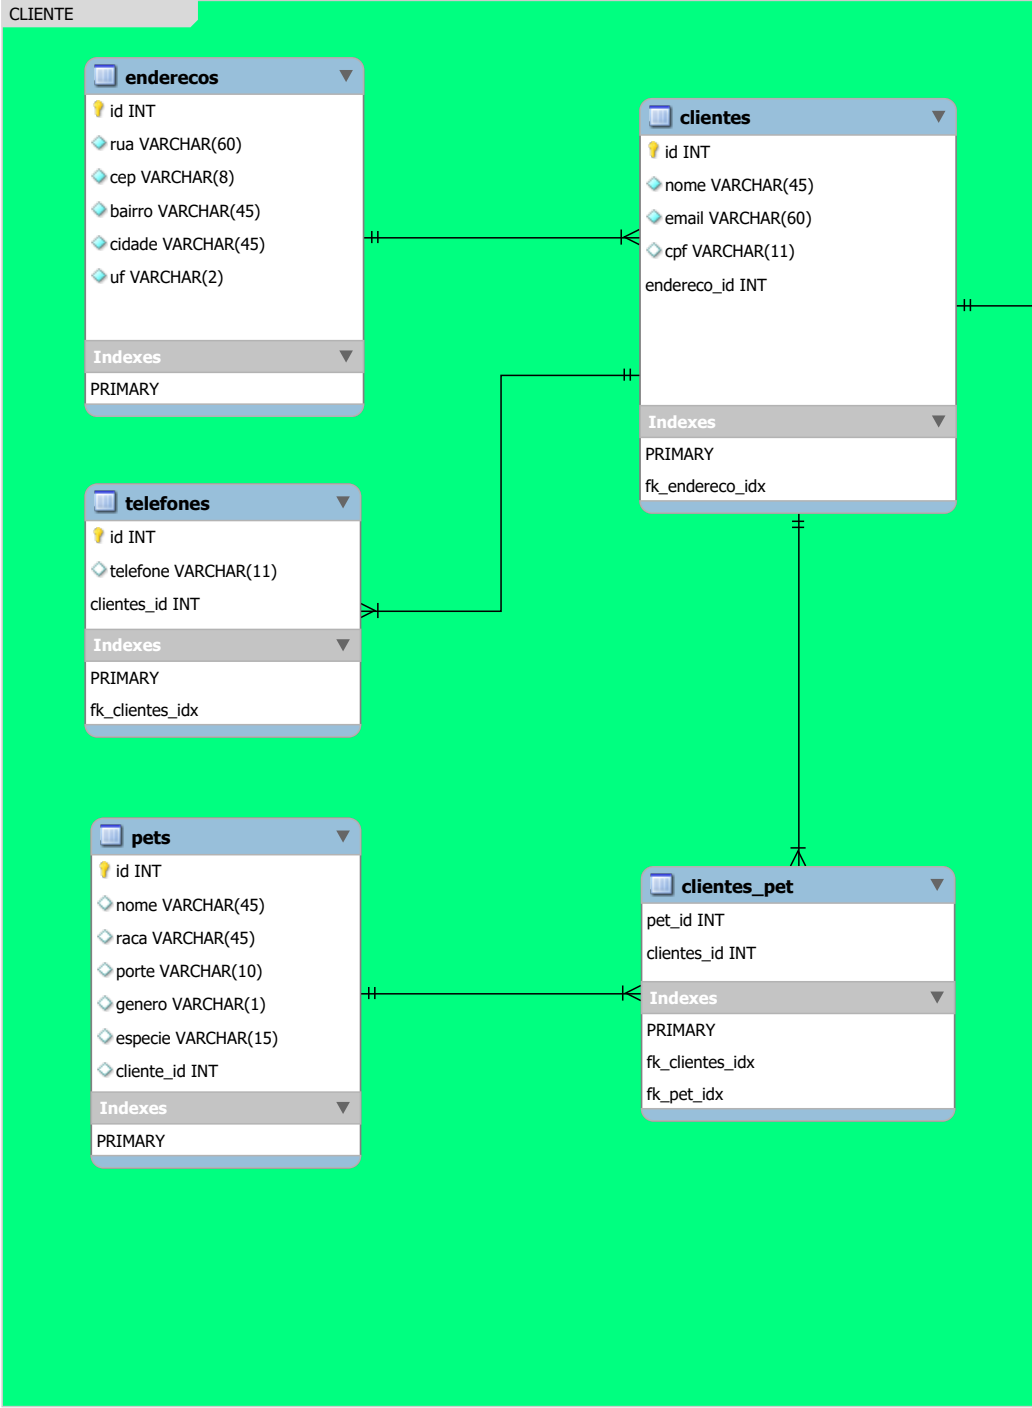 CLIENTE
enderecos
id INT
rua VARCHAR(60)
cep VARCHAR(8)
bairro VARCHAR(45)
cidade VARCHAR(45)
uf VARCHAR(2)
Indexes
PRIMARY
clientes
id INT
nome VARCHAR(45)
email VARCHAR(60)
cpf VARCHAR(11)
endereco_id INT
Indexes
PRIMARY
fk_endereco_idx
telefones
id INT
telefone VARCHAR(11)
clientes_id INT
Indexes
PRIMARY
fk_clientes_idx
pets
id INT
nome VARCHAR(45)
raca VARCHAR(45)
porte VARCHAR(10)
genero VARCHAR(1)
especie VARCHAR(15)
cliente_id INT
Indexes
PRIMARY
clientes_pet
pet_id INT
clientes_id INT
Indexes
PRIMARY
fk_clientes_idx
fk_pet_idx